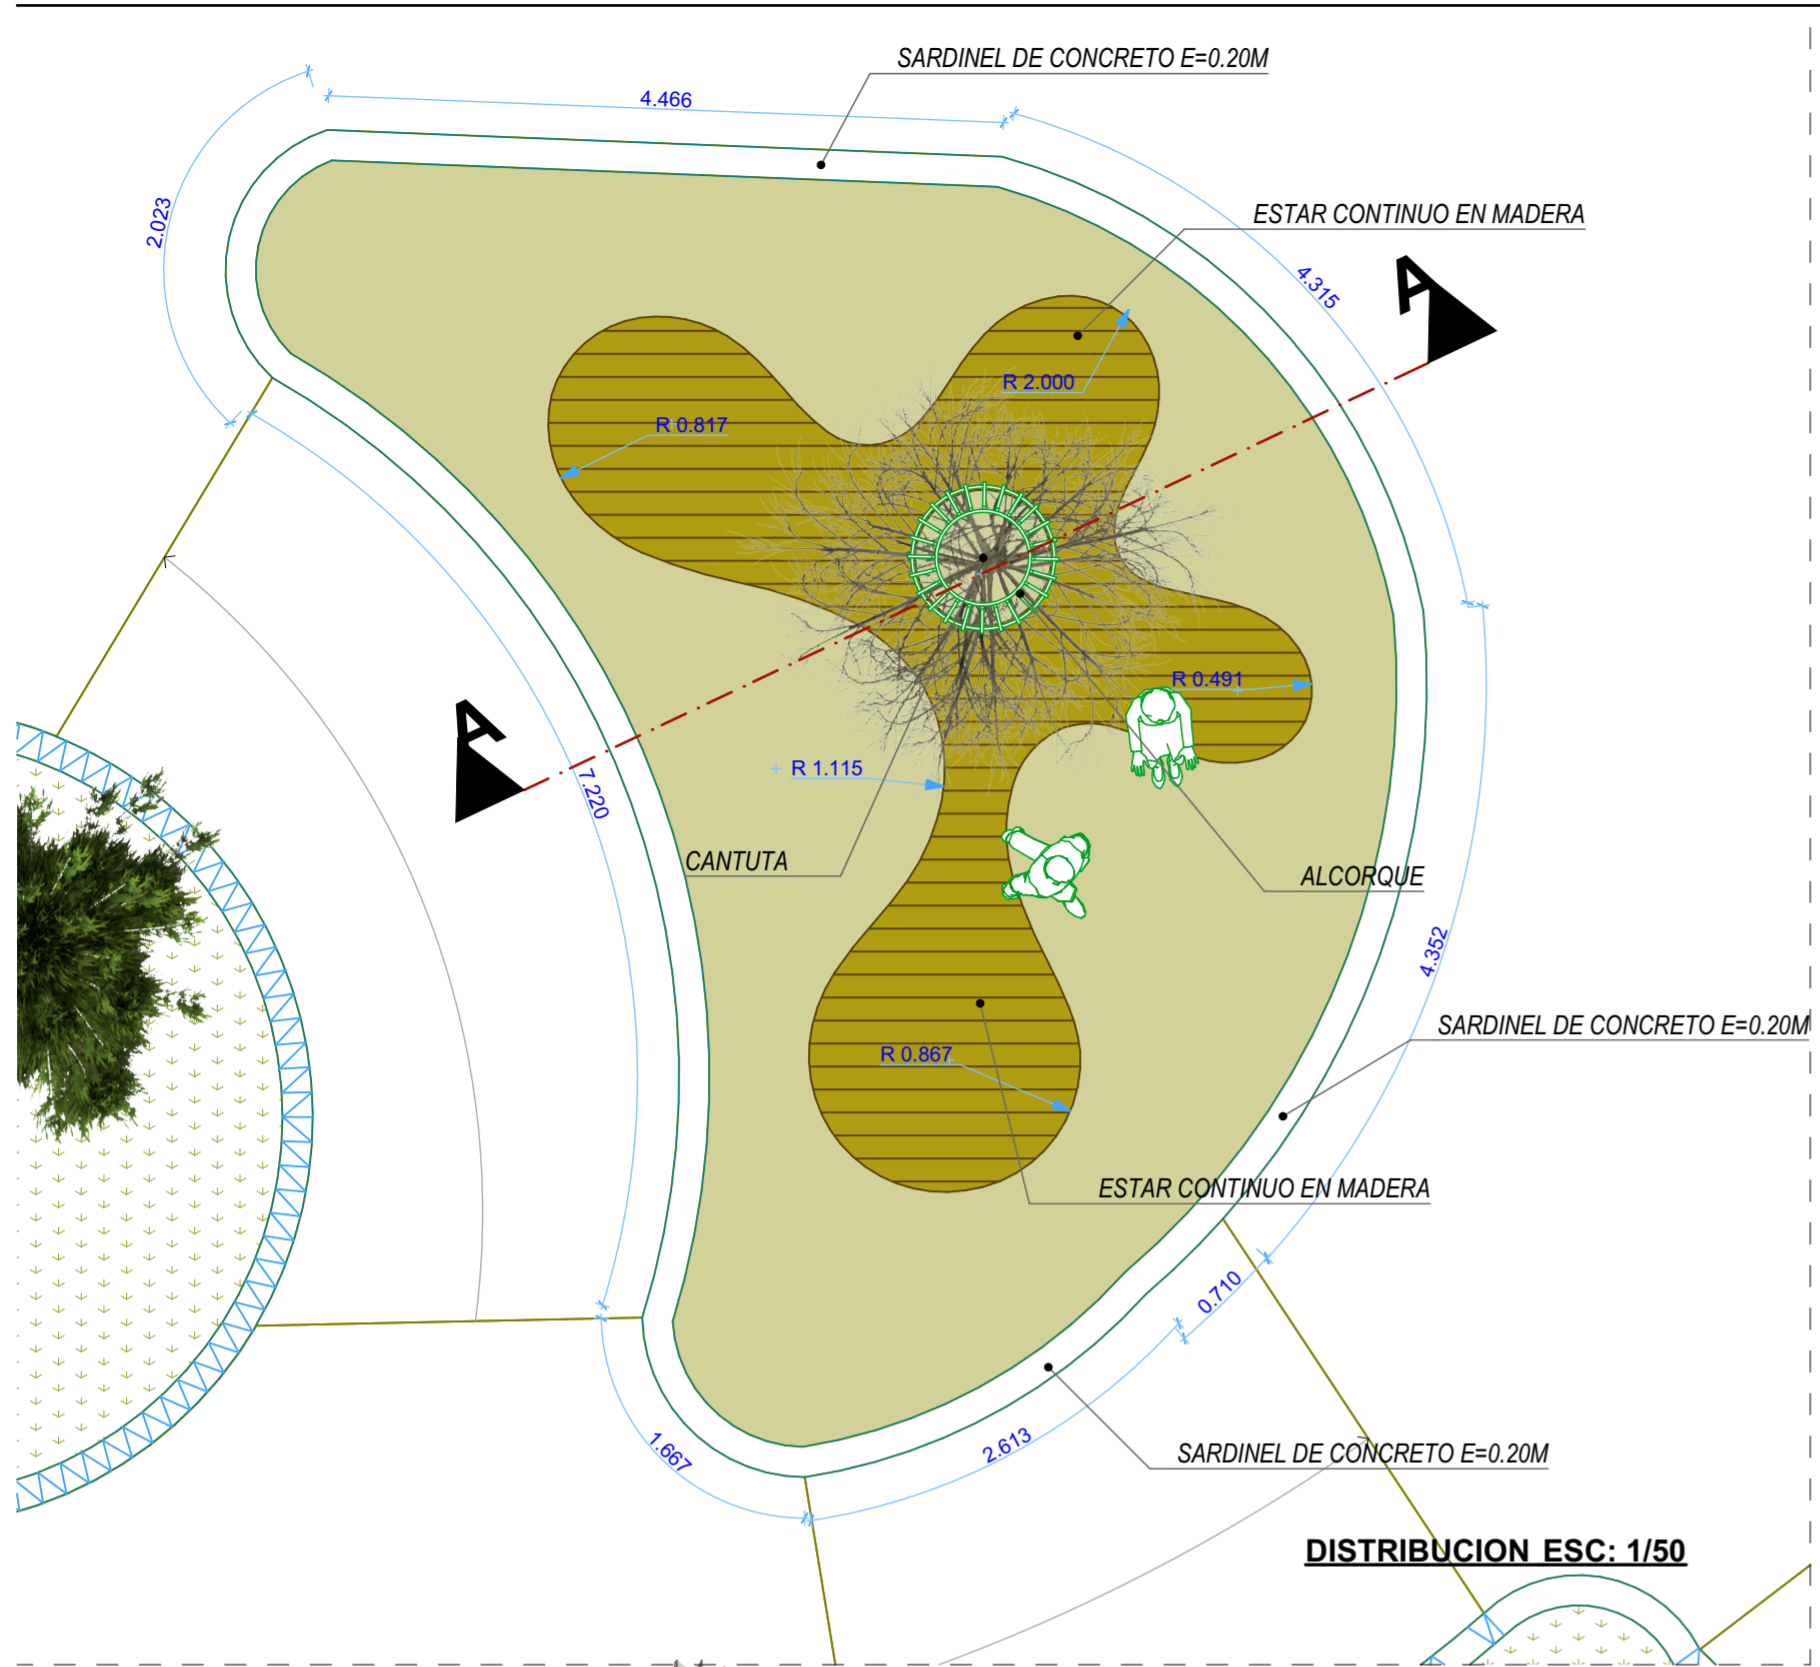 SARDINEL DE CONCRETO E=0.20M
4.466
2.023
ESTAR CONTINUO EN MADERA
4.315
A
R 2.000
R 0.817
R 0.491
A
R 1.115
7.220
CANTUTA
ALCORQUE
4.352
SARDINEL DE CONCRETO E=0.20M
R 0.867
ESTAR CONTINUO EN MADERA
0.710
2.613
1.667
SARDINEL DE CONCRETO E=0.20M
DISTRIBUCION ESC: 1/50